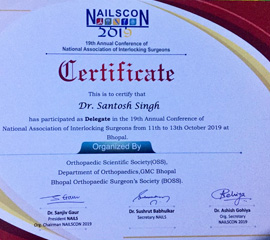 NAILSCON
2019
19th Annual Conference of
National Association of Interlocking Surgeons
Certificate
This is to certify that
Dr. Santosh Singh
has participated as Delegate in the 19th Annual Conference of
National Association of Interlocking Surgeons from 11th to 13th October 2019 at
Bhopal.
Organized By
Orthopaedic Scientific Society(OSS),
Department of Orthopaedics,GMC Bhopal
Bhopal Orthopaedic Surgeon's Society (BOSS).
Dr. Sanjiv Gaur Dr. Sushrut Babhulkar Dr. Ashish Gohiya
President NAILS Secretary Org. Secretary
Org. Chairman NAILSCON 2019 NAILS NAILSCON 2019